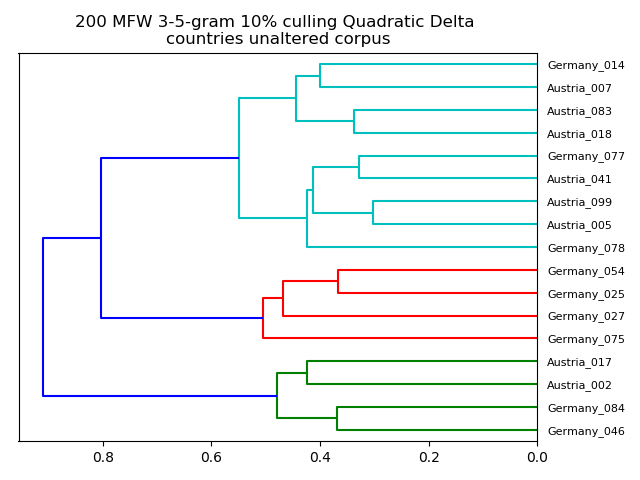 200 MFW 3-5-gram 10% culling Quadratic Delta
countries unaltered corpus
Germany_014
Austria_007
Austria_083
Austria_018
Germany_077
Austria_041
Austria_099
Austria_005
Germany_078
Germany_054
Germany_025
Germany_027
Germany_075
Austria_017
Austria_002
Germany_084
Germany_046
0.8 0.6 0.4 0.2 0.0